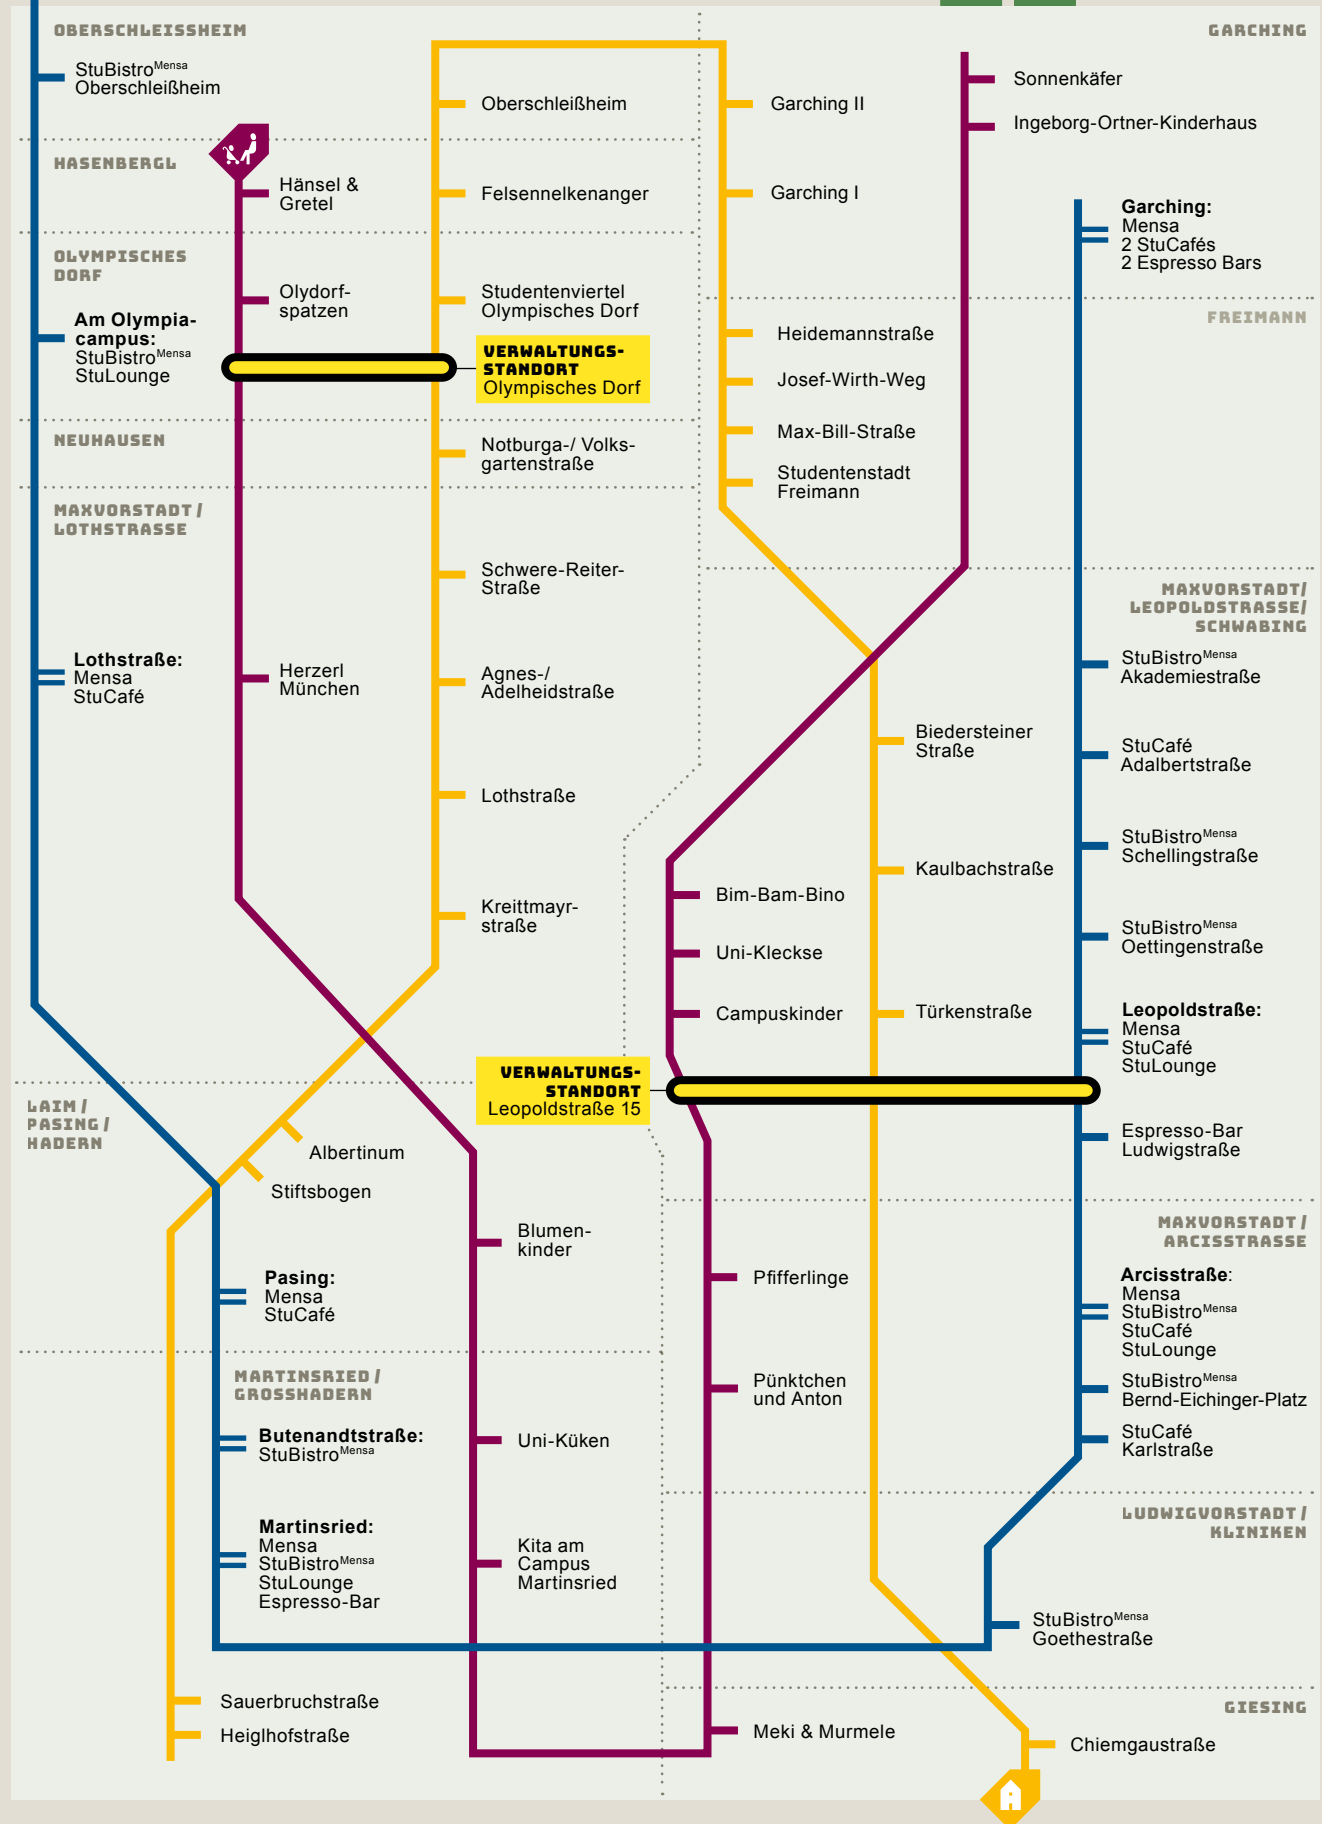 OBERSCHLEISSHEIM
StuBistro Mensa
Oberschleißheim
HASENBERGL
Hänsel &
Gretel
OLYMPISCHES
DORF
Olydorf-
spatzen
Am Olympia-
campus:
StuBistro Mensa
StuLounge
NEUHAUSEN
MAXVORSTADT /
LOTHSTRASSE
Lothstraße:
Mensa
StuCafé
Herzerl
München
Oberschleißheim
Felsennelkenanger
Studentenviertel
Olympisches Dorf
VERWALTUNGS-
STANDORT
Olympisches Dorf
Notburga-/ Volks-
gartenstraße
Schwere-Reiter-
Straße
Agnes-/
Adelheidstraße
Lothstraße
Kreittmayr-
straße
GARCHING
Garching II
Garching I
Sonnenkäfer
Ingeborg-Ortner-Kinderhaus
Garching:
Mensa
2 StuCafés
2 Espresso Bars
FREIMANN
Heidemannstraße
Josef-Wirth-Weg
Max-Bill-Straße
Studentenstadt
Freimann
MAXVORSTADT/
LEOPOLDSTRASSE/
SCHWABING
StuBistro Mensa
Akademiestraße
Biedersteiner
Straße
StuCafé
Adalbertstraße
StuBistro Mensa
Schellingstraße
Kaulbachstraße
Bim-Bam-Bino
Uni-Kleckse
Campuskinder
StuBistro Mensa
Oettingenstraße
Türkenstraße
Leopoldstraße:
Mensa
StuCafé
StuLounge
VERWALTUNGS-
STANDORT
Leopoldstraße 15
Espresso-Bar
Ludwigstraße
LAIM /
PASING /
HADERN
Albertinum
Stiftsbogen
Blumen-
kinder
Pasing:
Mensa
StuCafé
MARTINSRIED /
GROSSHADERN
Butenandtstraße:
StuBistro Mensa
Uni-Küken
Martinsried:
Mensa
StuBistro Mensa
StuLounge
Espresso-Bar
Kita am
Campus
Martinsried
Sauerbruchstraße
Heiglhofstraße
MAXVORSTADT /
ARCISSTRASSE
Pfifferlinge
Pünktchen
und Anton
Arcisstraße:
Mensa
StuBistro Mensa
StuCafé
StuLounge
StuBistro Mensa
Bernd-Eichinger-Platz
StuCafé
Karlstraße
LUDWIGVORSTADT /
KLINIKEN
StuBistro Mensa
Goethestraße
GIESING
Meki & Murmele
Chiemgaustraße